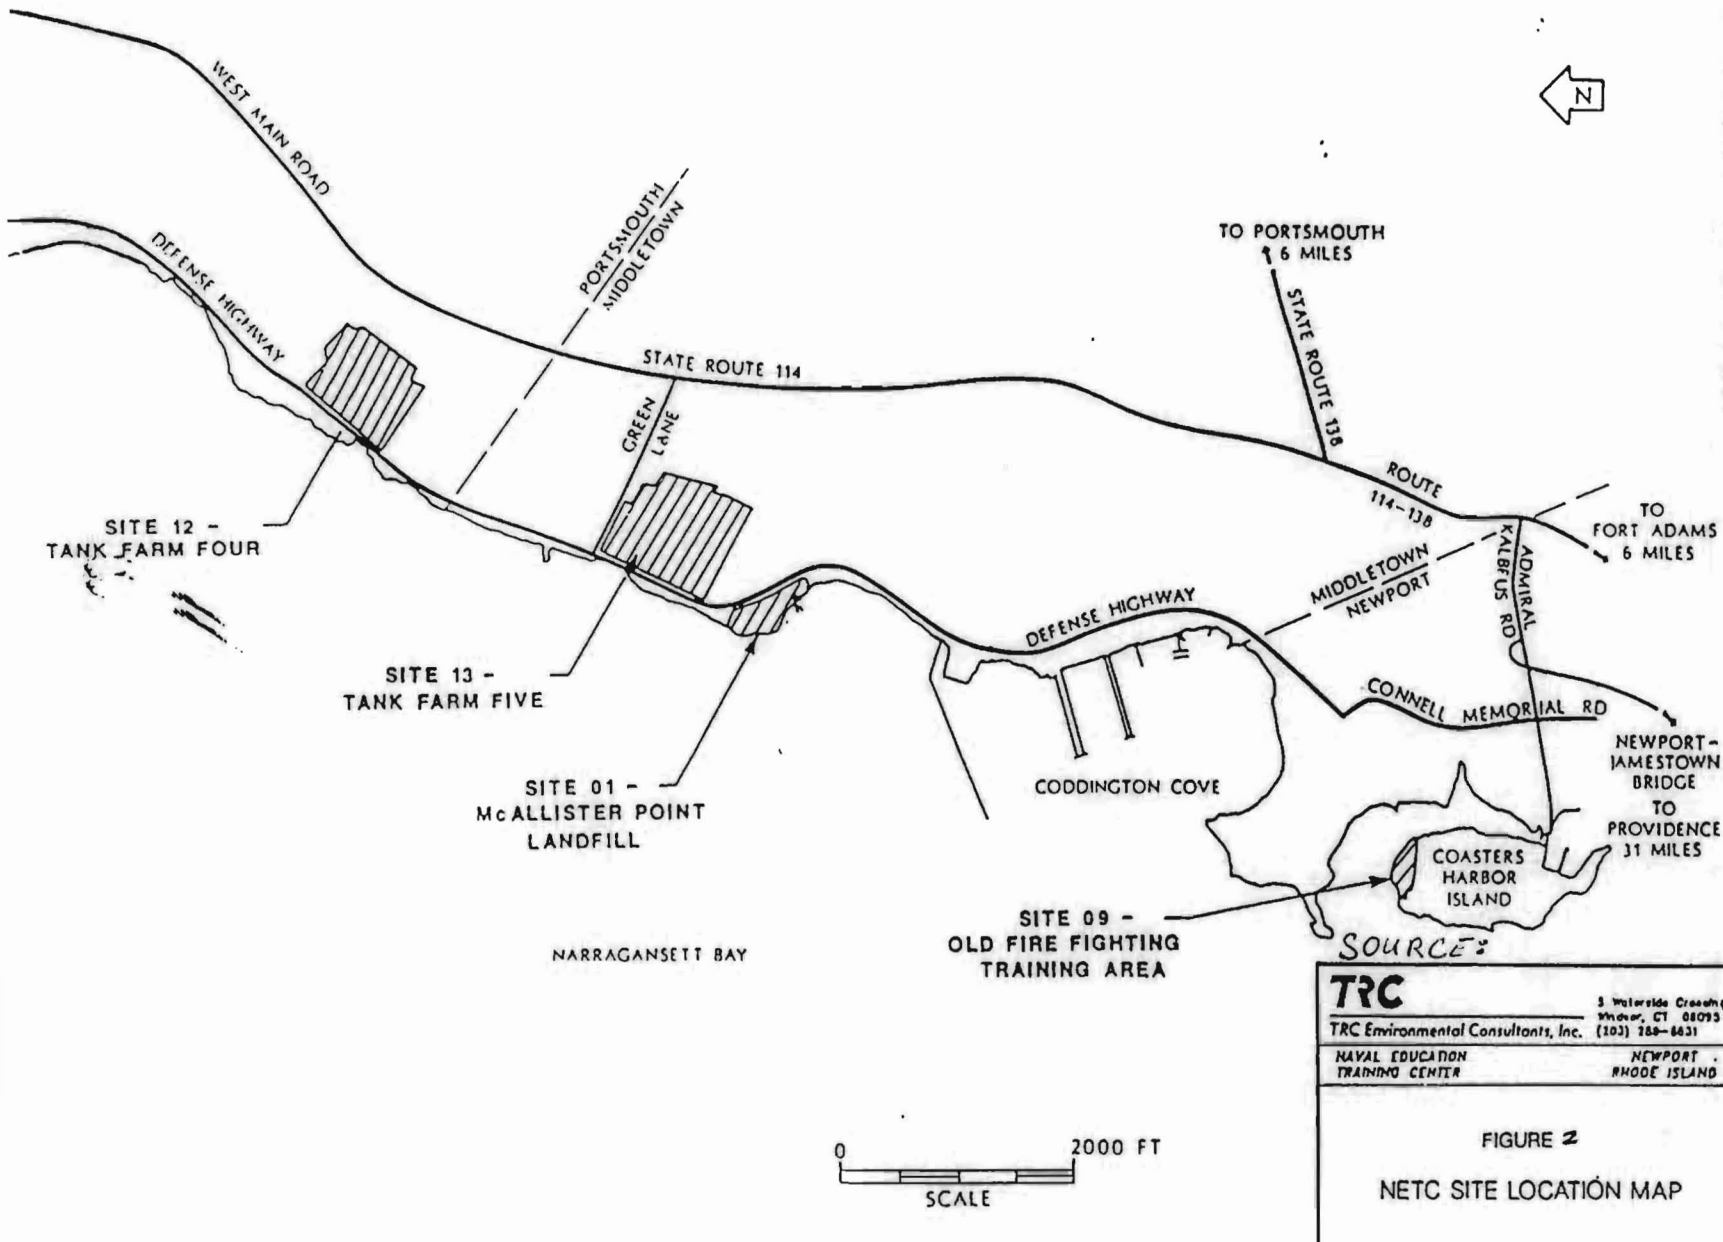 WEST MAIN ROAD
N
DEFENSE HIGHWAY
PORTSMOUTH
MIDDLETOWN
TO PORTSMOUTH
6 MILES
STATE ROUTE 138
STATE ROUTE 114
GREEN
LANE
ROUTE
114-138
TO
FORT ADAMS
6 MILES
SITE 12 -
TANK FARM FOUR
ADMIRAL
KALBFUS RD
MIDDLETOWN
NEWPORT
DEFENSE HIGHWAY
SITE 13 -
TANK FARM FIVE
CONNELL MEMORIAL RD
NEWPORT-
JAMESTOWN
BRIDGE
TO
PROVIDENCE
31 MILES
SITE 01 -
McALLISTER POINT
LANDFILL
CODDINGTON COVE
COASTERS
HARBOR
ISLAND
SITE 09 -
OLD FIRE FIGHTING
TRAINING AREA
NARRAGANSETT BAY
SOURCE:
TRC
TRC Environmental Consultants, Inc.
5 Waterside Crossing
CT
(203)
NAVAL EDUCATION
TRAINING CENTER
NEWPORT
RHODE ISLAND
0
2000 FT
SCALE
FIGURE 2
NETC SITE LOCATION MAP